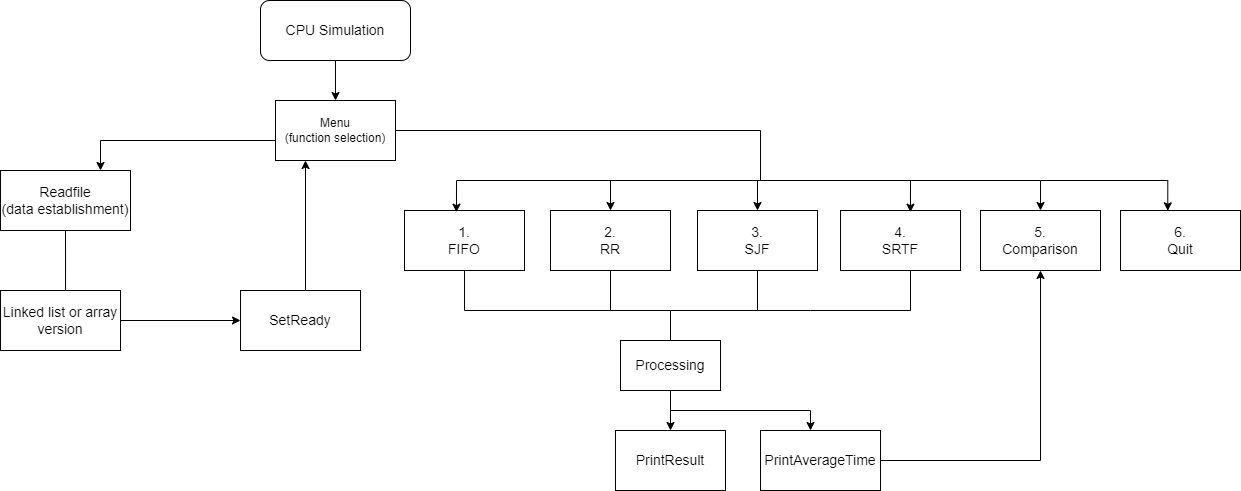 CPU Simulation
Menu
(function selection)
Readfile
(data establishment)
1.
FIFO
2.
RR
3.
SJF
4.
SRTF
5.
Comparison
6.
Quit
Linked list or array
version
SetReady
Processing
PrintResult
PrintAverageTime